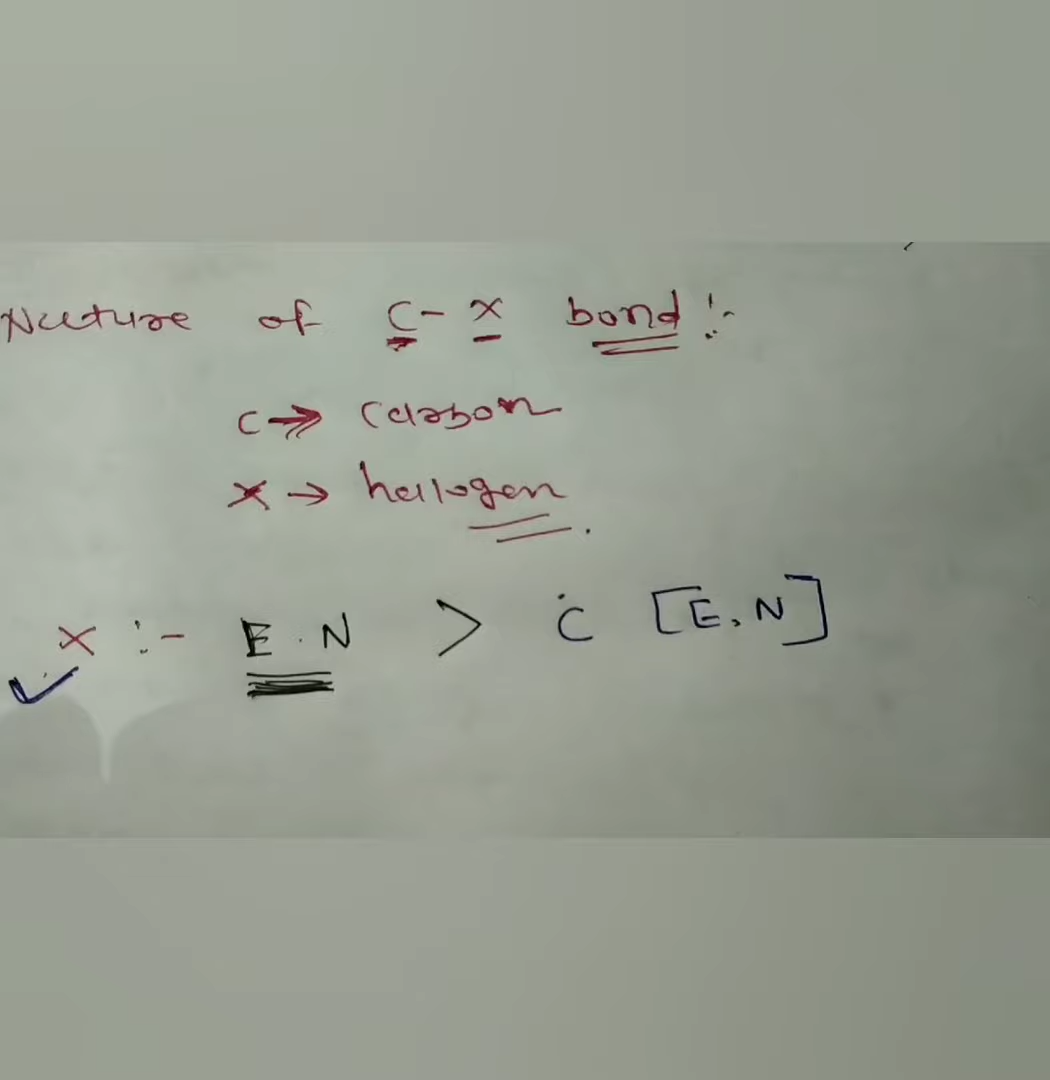 Nature of C-X bond :-
C → Carbon
X → hallogen.
X :- E.N > C [E.N]